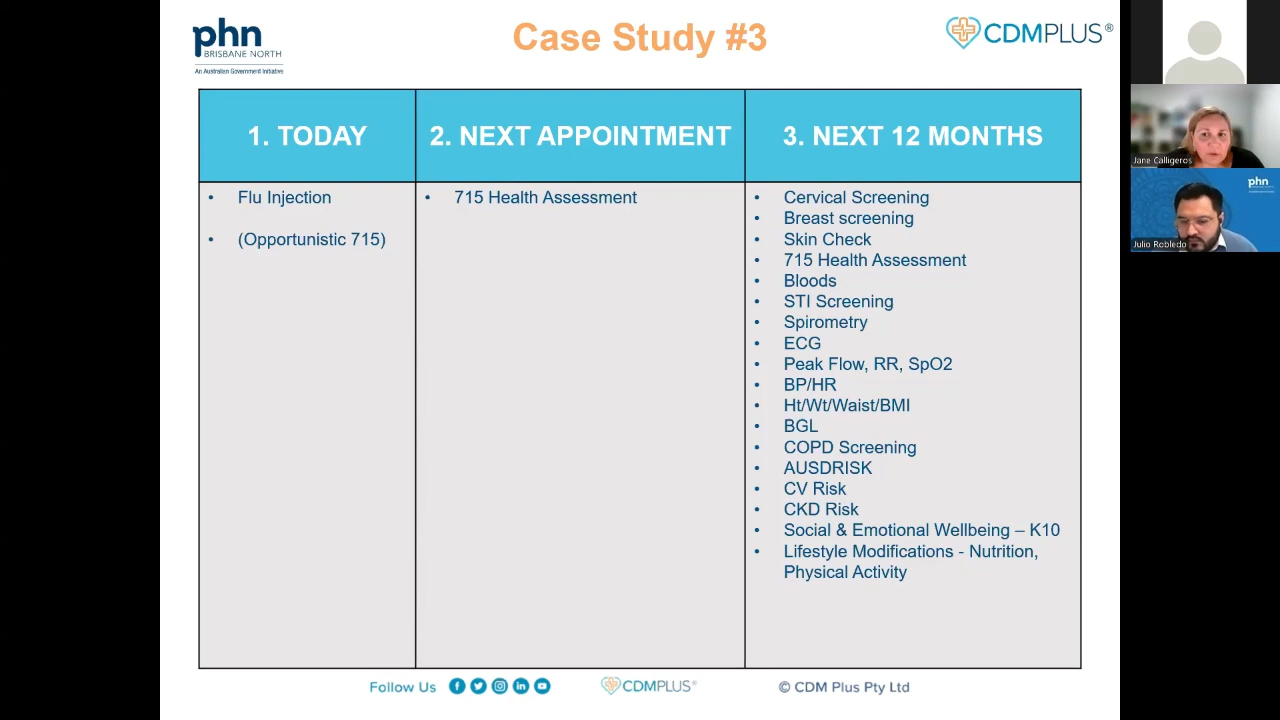 phn
BRISBANE NORTH
An Australian Government Initiative
Case Study #3
CDMPLUS®
1. TODAY
2. NEXT APPOINTMENT
3. NEXT 12 MONTHS
• Flu Injection
• (Opportunistic 715)
• 715 Health Assessment
• Cervical Screening
• Breast screening
• Skin Check
• 715 Health Assessment
• Bloods
• STI Screening
• Spirometry
• ECG
• Peak Flow, RR, SpO2
• BP/HR
• Ht/Wt/Waist/BMI
• BGL
• COPD Screening
• AUSDRISK
• CV Risk
• CKD Risk
• Social & Emotional Wellbeing – K10
• Lifestyle Modifications - Nutrition,
Physical Activity
Follow Us
CDMPLUS®
© CDM Plus Pty Ltd
Jane Calligeros
phn
Julio Robledo